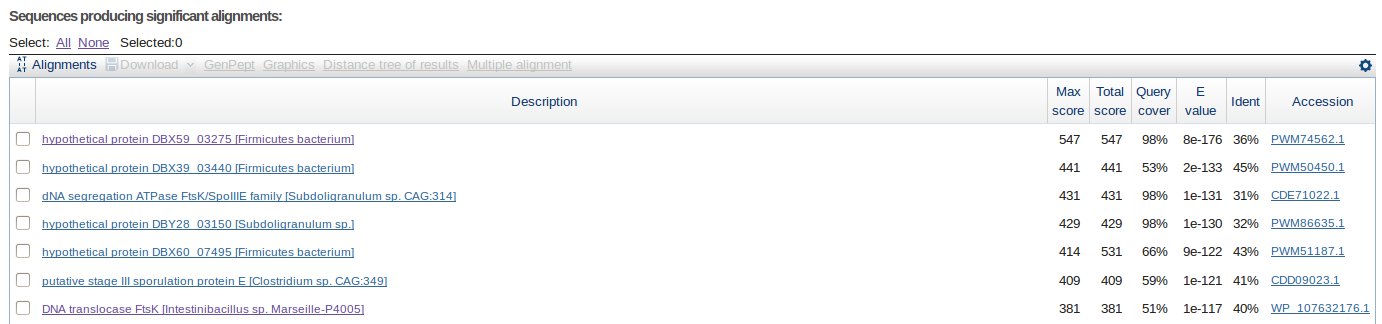 Sequences producing significant alignments:
Select: All None Selected:0
Alignments Download GenPept Graphics Distance tree of results Multiple alignment
Description Max score Total score Query cover E value Ident Accession
hypothetical protein DBX59_03275 [Firmicutes bacterium] 547 547 98% 8e-176 36% PWM74562.1
hypothetical protein DBX39_03440 [Firmicutes bacterium] 441 441 53% 2e-133 45% PWM50450.1
dNA segregation ATPase FtsK/SpoIIIE family [Subdoligranulum sp. CAG:314] 431 431 98% 1e-131 31% CDE71022.1
hypothetical protein DBY28_03150 [Subdoligranulum sp.] 429 429 98% 1e-130 32% PWM86635.1
hypothetical protein DBX60_07495 [Firmicutes bacterium] 414 531 66% 9e-122 43% PWM51187.1
putative stage III sporulation protein E [Clostridium sp. CAG:349] 409 409 59% 1e-121 41% CDD09023.1
DNA translocase FtsK [Intestinibacillus sp. Marseille-P4005] 381 381 51% 1e-117 40% WP_107632176.1